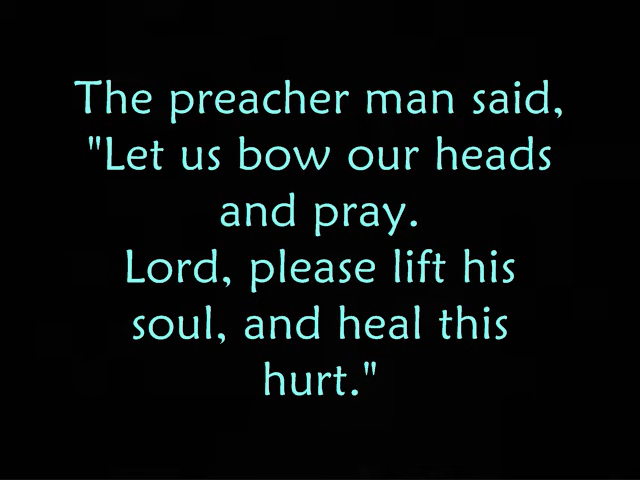 The preacher man said,
"Let us bow our heads
and pray.
Lord, please lift his
soul, and heal this
hurt."